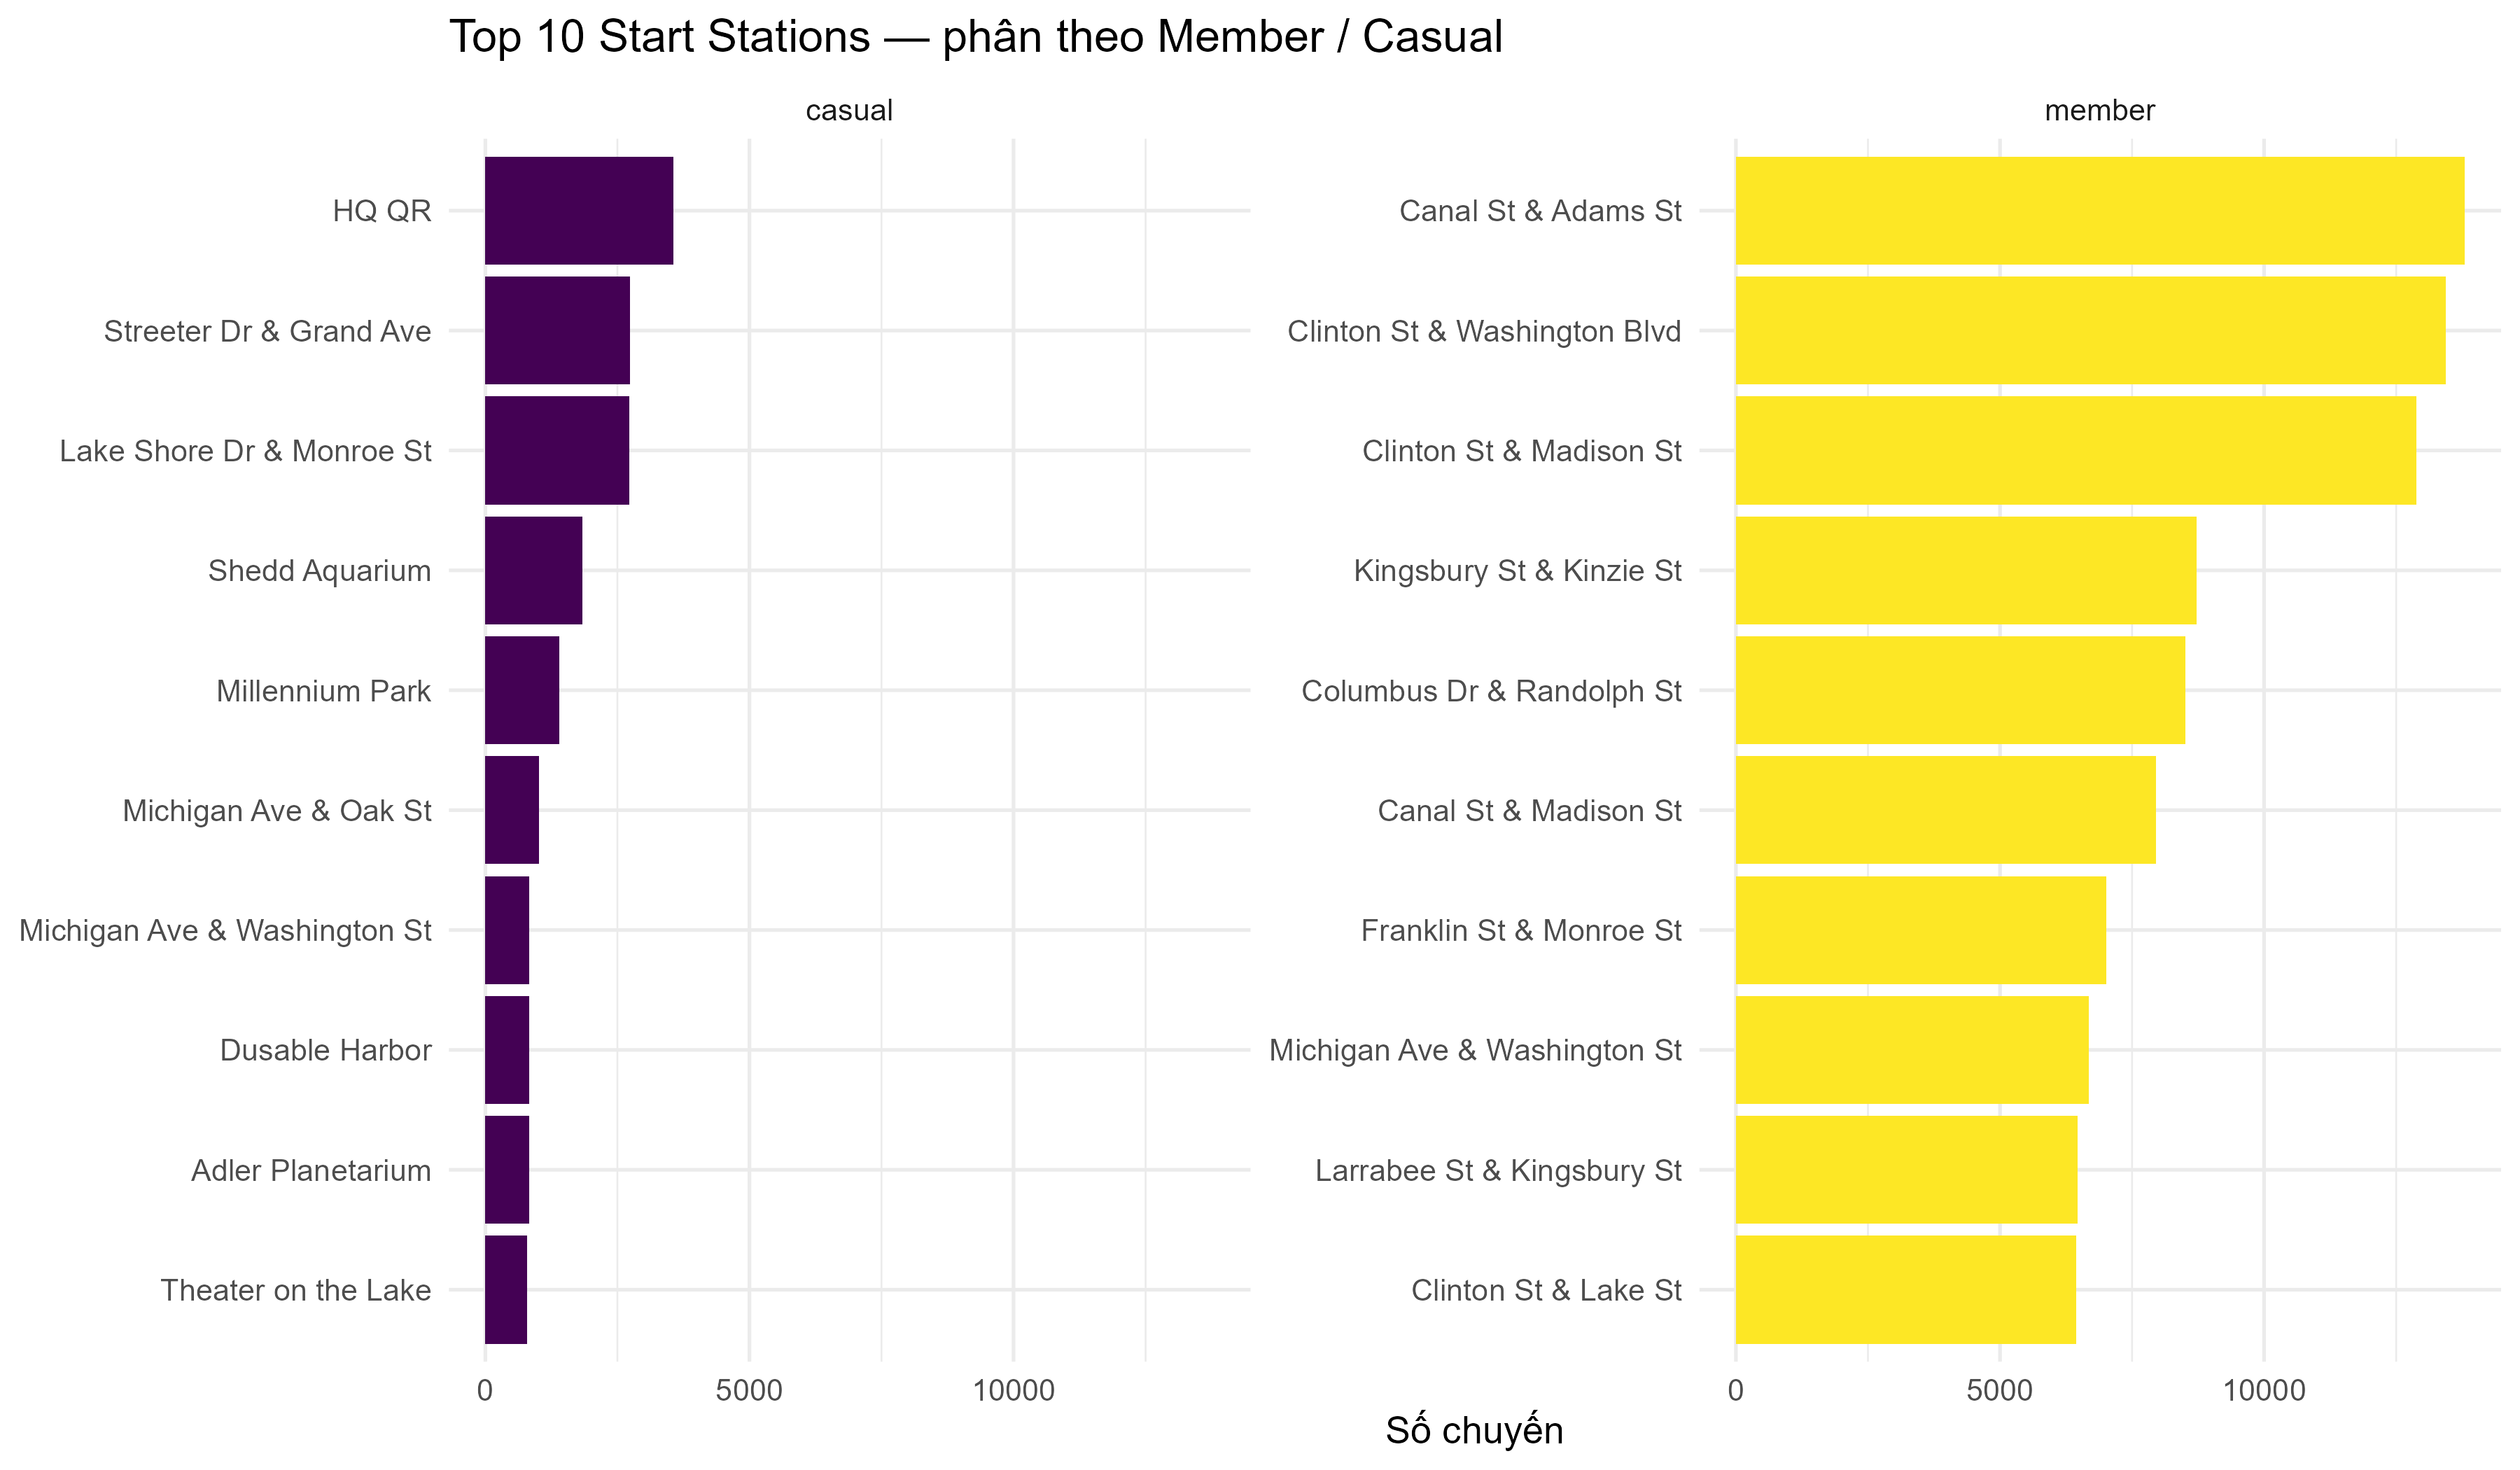 Top 10 Start Stations — phân theo Member / Casual
casual
HQ QR
Streeter Dr & Grand Ave
Lake Shore Dr & Monroe St
Shedd Aquarium
Millennium Park
Michigan Ave & Oak St
Michigan Ave & Washington St
Dusable Harbor
Adler Planetarium
Theater on the Lake
0 5000 10000
member
Canal St & Adams St
Clinton St & Washington Blvd
Clinton St & Madison St
Kingsbury St & Kinzie St
Columbus Dr & Randolph St
Canal St & Madison St
Franklin St & Monroe St
Michigan Ave & Washington St
Larrabee St & Kingsbury St
Clinton St & Lake St
0 5000 10000
Số chuyến